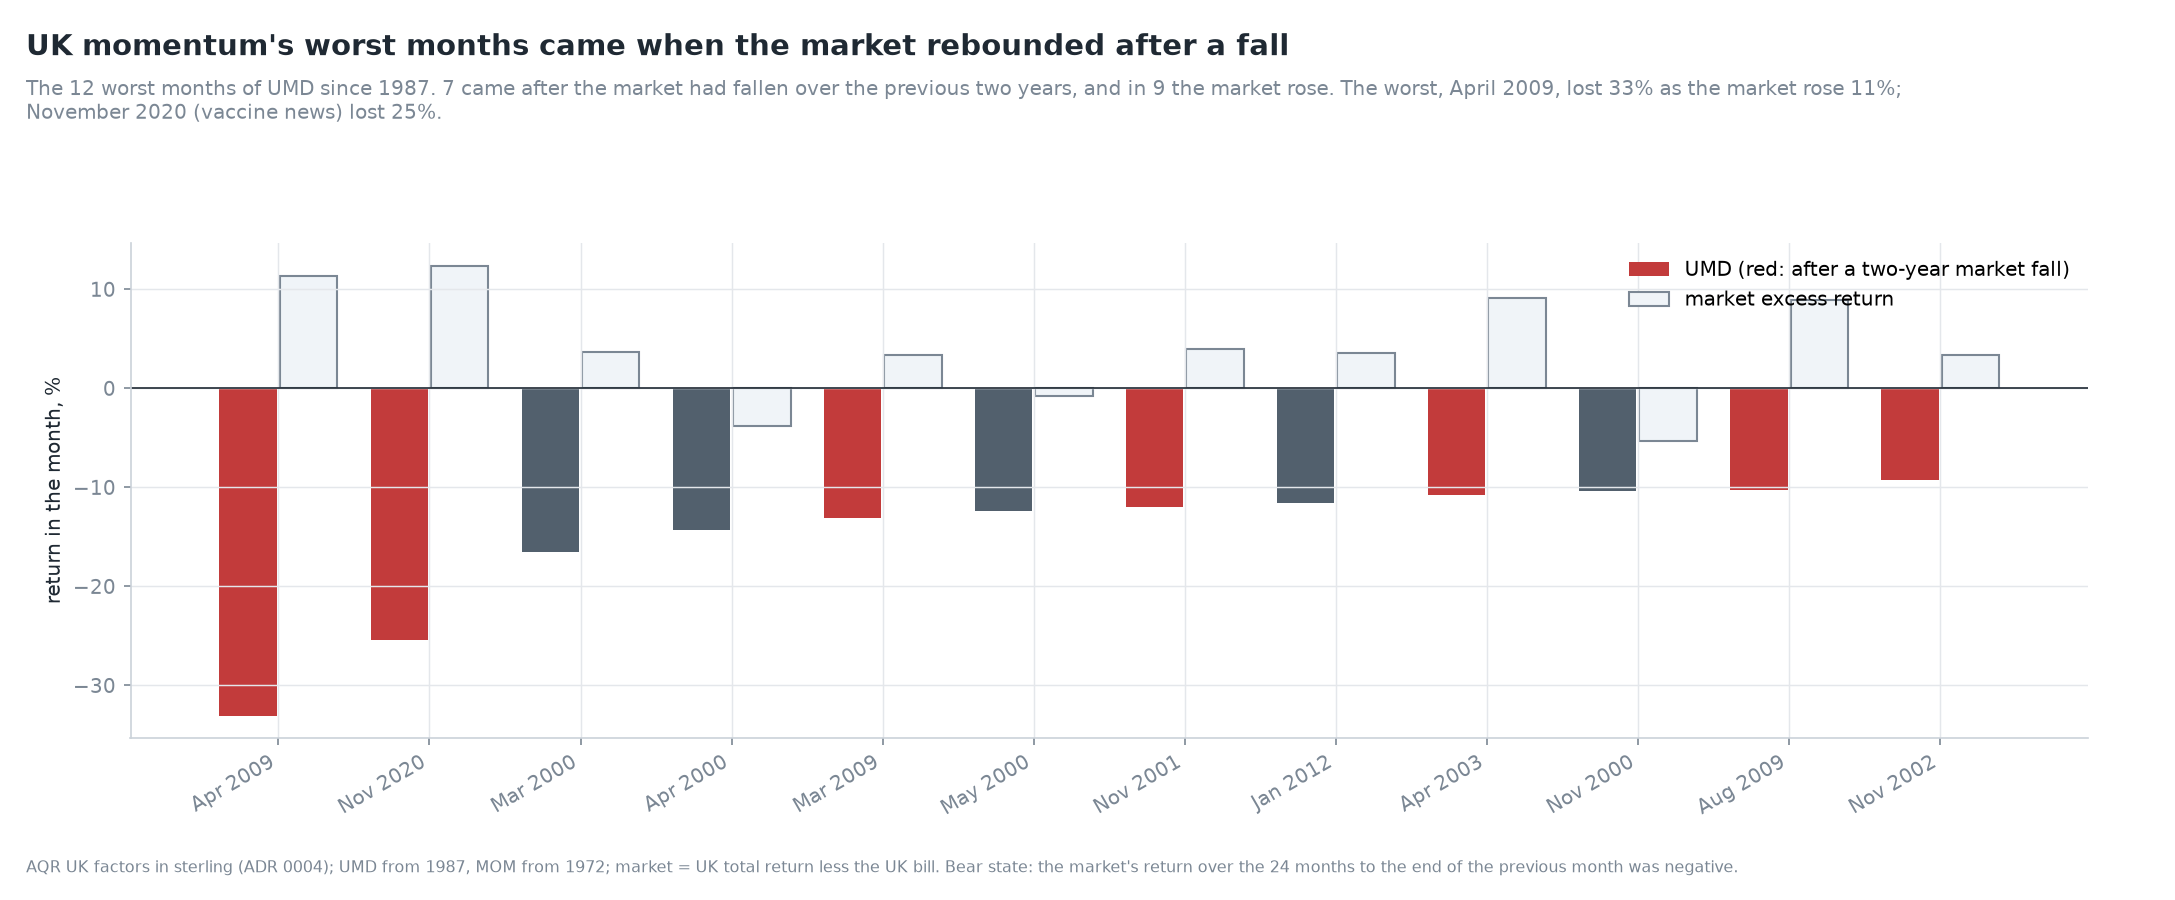 UK momentum's worst months came when the market rebounded after a fall
The 12 worst months of UMD since 1987. 7 came after the market had fallen over the previous two years, and in 9 the market rose. The worst, April 2009, lost 33% as the market rose 11%;
November 2020 (vaccine news) lost 25%.
UMD (red: after a two-year market fall)
market excess return
return in the month, %
10
0
−10
−20
−30
Apr 2009
Nov 2020
Mar 2000
Apr 2000
Mar 2009
May 2000
Nov 2001
Jan 2012
Apr 2003
Nov 2000
Aug 2009
Nov 2002
AQR UK factors in sterling (ADR 0004); UMD from 1987, MOM from 1972; market = UK total return less the UK bill. Bear state: the market's return over the 24 months to the end of the previous month was negative.